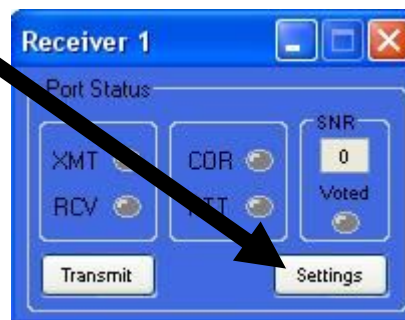 Receiver 1
Port Status
SNR
XMT COR 0
RCV Voted
Transmit Settings